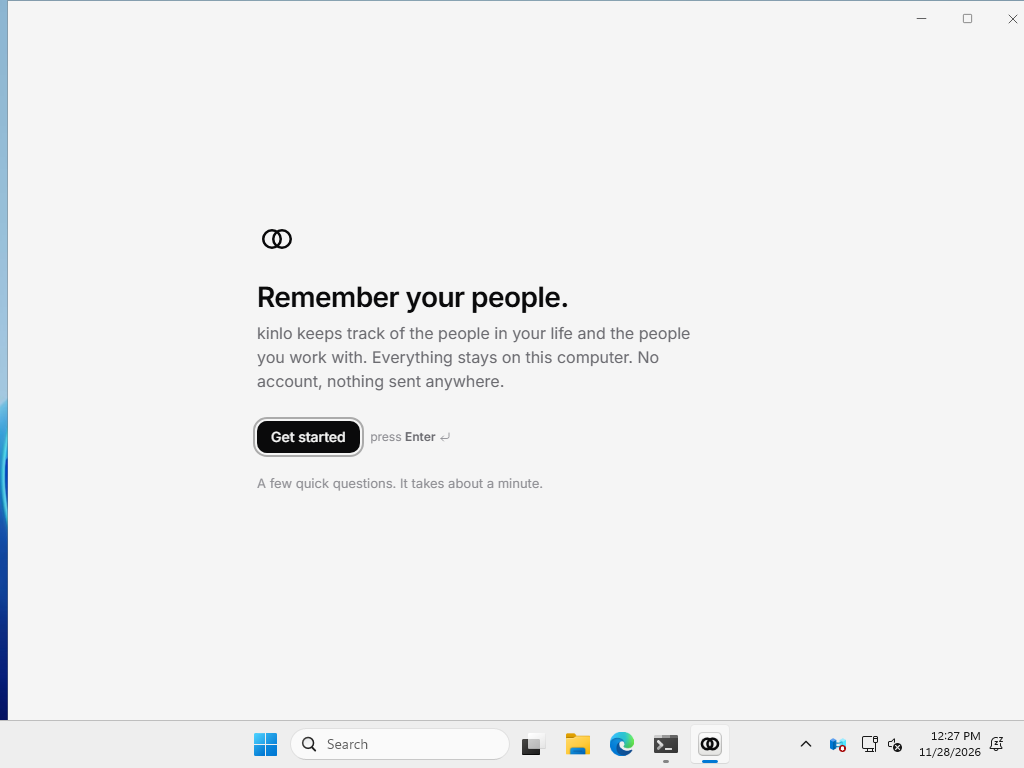 Remember your people.
kinlo keeps track of the people in your life and the people
you work with. Everything stays on this computer. No
account, nothing sent anywhere.
Get started press Enter ↵
A few quick questions. It takes about a minute.
Search
12:27 PM
11/28/2026